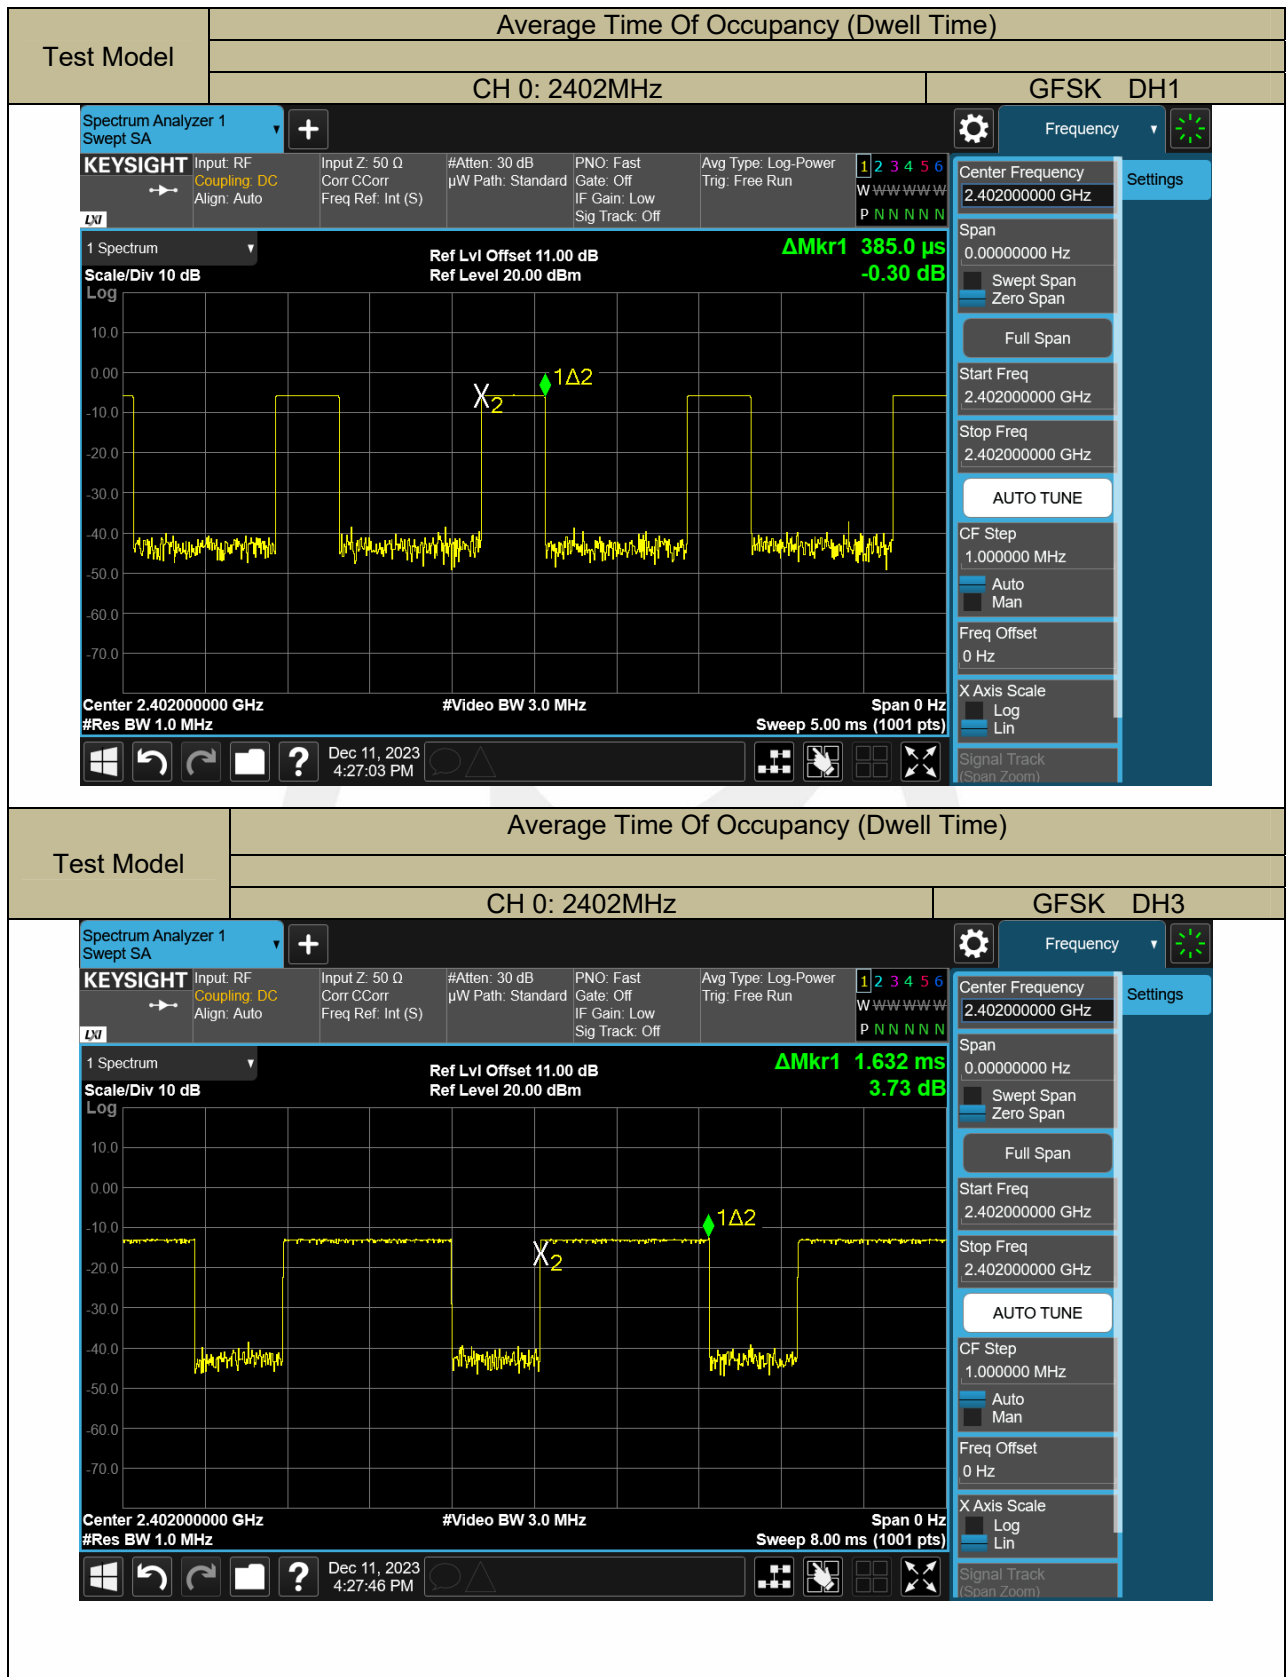 Average Time Of Occupancy (Dwell Time)
Test Model
CH 0: 2402MHz GFSK DH1
Spectrum Analyzer 1
Swept SA
Frequency
KEYSIGHT Input: RF Input Z: 50 Ω #Atten: 30 dB PNO: Fast Avg Type: Log-Power 1 2 3 4 5 6
Coupling: DC Corr CCorr µW Path: Standard Gate: Off Trig: Free Run
Align: Auto Freq Ref: Int (S) IF Gain: Low W W W W W W
LXI Sig Track: Off P N N N N N
Center Frequency
2.402000000 GHz
Settings
1 Spectrum
Ref Lvl Offset 11.00 dB
ΔMkr1 385.0 µs
Scale/Div 10 dB Ref Level 20.00 dBm -0.30 dB
Log
10.0
0.00
-10.0
-20.0
-30.0
-40.0
-50.0
-60.0
-70.0
X2
1Δ2
Center 2.402000000 GHz #Video BW 3.0 MHz Span 0 Hz
#Res BW 1.0 MHz Sweep 5.00 ms (1001 pts)
Span
0.00000000 Hz
Swept Span
Zero Span
Full Span
Start Freq
2.402000000 GHz
Stop Freq
2.402000000 GHz
AUTO TUNE
CF Step
1.000000 MHz
Auto
Man
Freq Offset
0 Hz
X Axis Scale
Log
Lin
Signal Track
(Span Zoom)
?
Dec 11, 2023
4:27:03 PM
Average Time Of Occupancy (Dwell Time)
Test Model
CH 0: 2402MHz GFSK DH3
Spectrum Analyzer 1
Swept SA
Frequency
KEYSIGHT Input: RF Input Z: 50 Ω #Atten: 30 dB PNO: Fast Avg Type: Log-Power 1 2 3 4 5 6
Coupling: DC Corr CCorr µW Path: Standard Gate: Off Trig: Free Run
Align: Auto Freq Ref: Int (S) IF Gain: Low W W W W W W
LXI Sig Track: Off P N N N N N
Center Frequency
2.402000000 GHz
Settings
1 Spectrum
Ref Lvl Offset 11.00 dB
ΔMkr1 1.632 ms
Scale/Div 10 dB Ref Level 20.00 dBm 3.73 dB
Log
10.0
0.00
-10.0
-20.0
-30.0
-40.0
-50.0
-60.0
-70.0
X2
1Δ2
Center 2.402000000 GHz #Video BW 3.0 MHz Span 0 Hz
#Res BW 1.0 MHz Sweep 8.00 ms (1001 pts)
Span
0.00000000 Hz
Swept Span
Zero Span
Full Span
Start Freq
2.402000000 GHz
Stop Freq
2.402000000 GHz
AUTO TUNE
CF Step
1.000000 MHz
Auto
Man
Freq Offset
0 Hz
X Axis Scale
Log
Lin
Signal Track
(Span Zoom)
?
Dec 11, 2023
4:27:46 PM